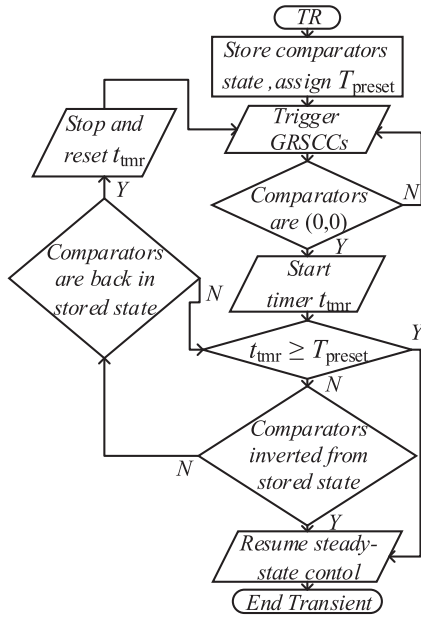 TR
Store comparators
state ,assign Tpreset
Trigger
GRSCCs
Stop and
reset ttmr
Y
N
Comparators
are (0,0)
Y
Comparators
are back in
stored state
N
Start
timer ttmr
ttmr ≥ Tpreset
Y
N
Comparators
inverted from
stored state
N
Y
Resume steady-
state contol
End Transient